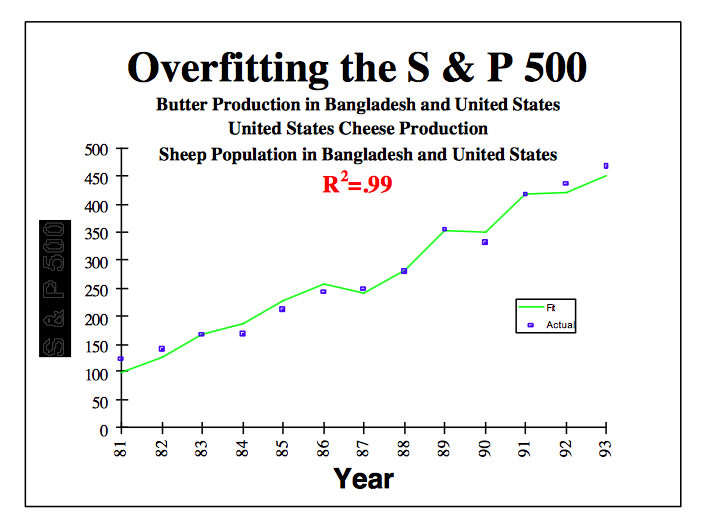 Overfitting the S & P 500
Butter Production in Bangladesh and United States
United States Cheese Production
Sheep Population in Bangladesh and United States
R²=.99
500
450
400
350
300
250
200
150
100
50
0
S & P 500
Fit
Actual
81 82 83 84 85 86 87 88 89 90 91 92 93
Year